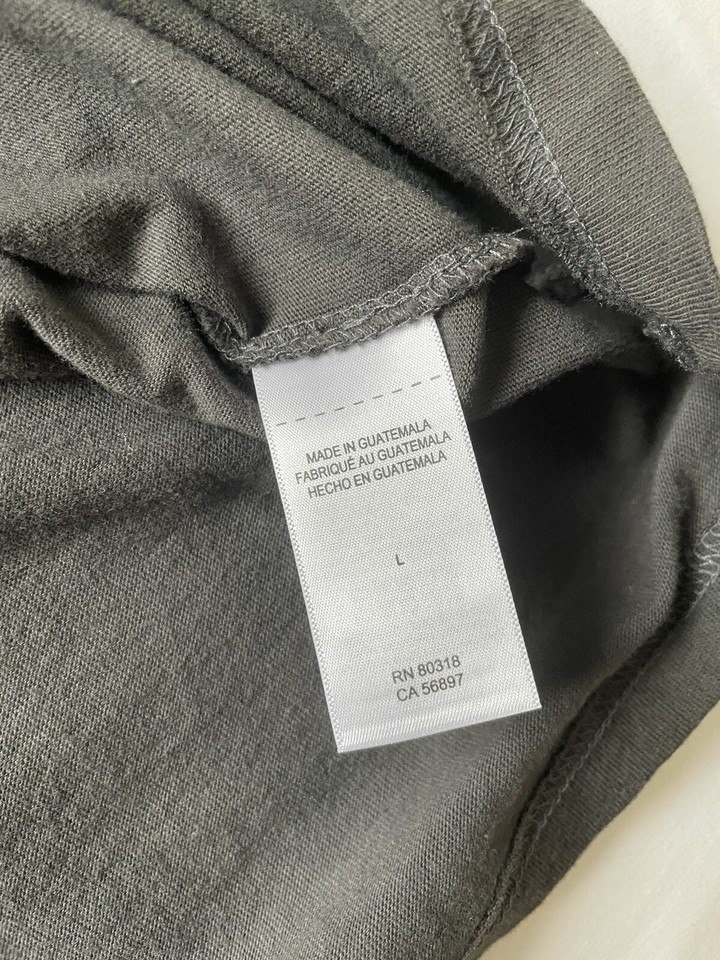 MADE IN GUATEMALA
FABRIQUÉ AU GUATEMALA
HECHO EN GUATEMALA
L
RN 80318
CA 56897